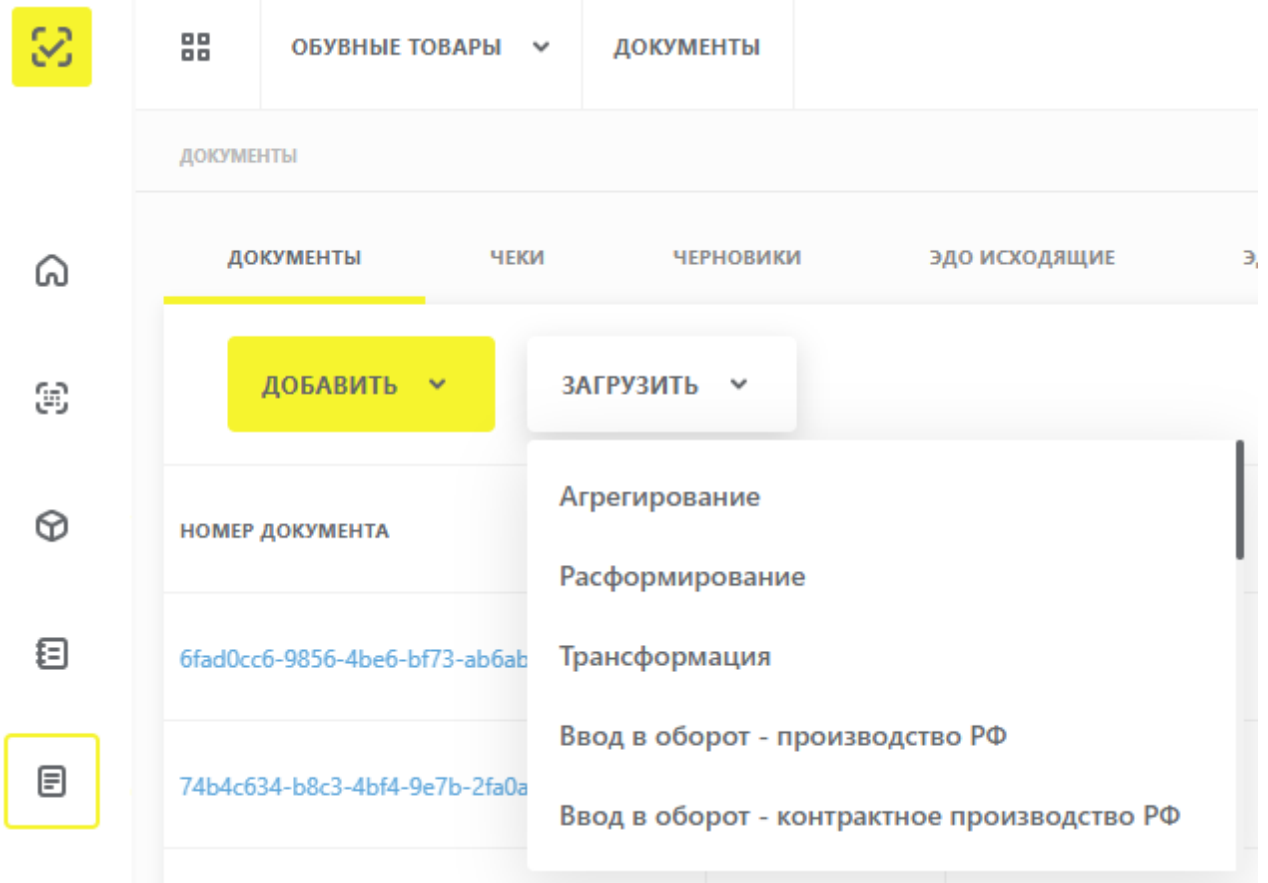 ОБУВНЫЕ ТОВАРЫ ДОКУМЕНТЫ
ДОКУМЕНТЫ
ДОКУМЕНТЫ ЧЕКИ ЧЕРНОВИКИ ЭДО ИСХОДЯЩИЕ
ДОБАВИТЬ ЗАГРУЗИТЬ
Агрегирование
НОМЕР ДОКУМЕНТА
Расформирование
6fad0cc6-9856-4be6-bf73-ab6ab Трансформация
Ввод в оборот - производство РФ
74b4c634-b8c3-4bf4-9e7b-2fa0a
Ввод в оборот - контрактное производство РФ